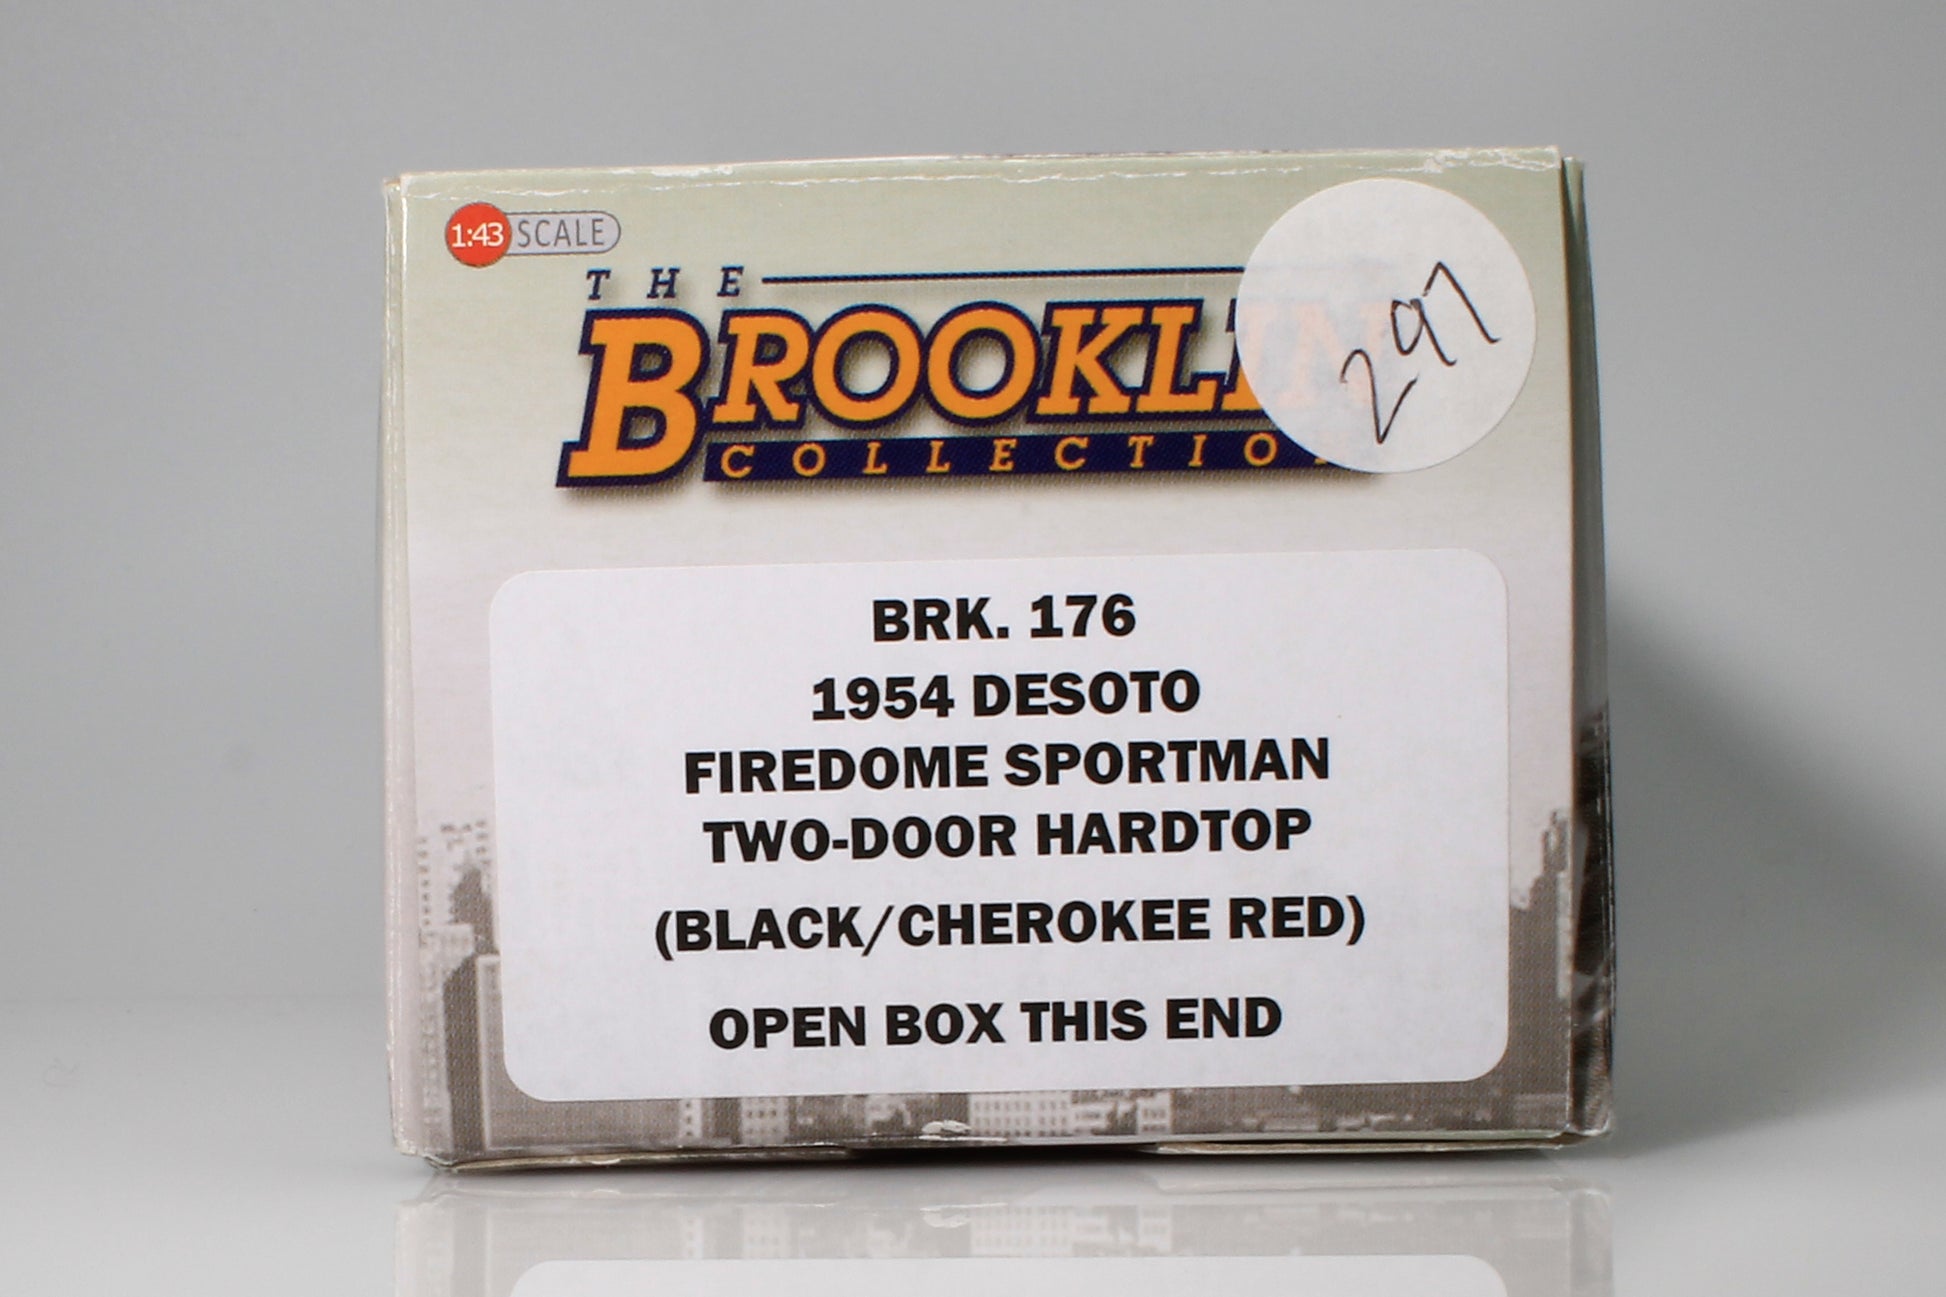 1:43 SCALE
THE
BROOKLIN
COLLECTIO
297
BRK. 176
1954 DESOTO
FIREDOME SPORTMAN
TWO-DOOR HARDTOP
(BLACK/CHEROKEE RED)
OPEN BOX THIS END